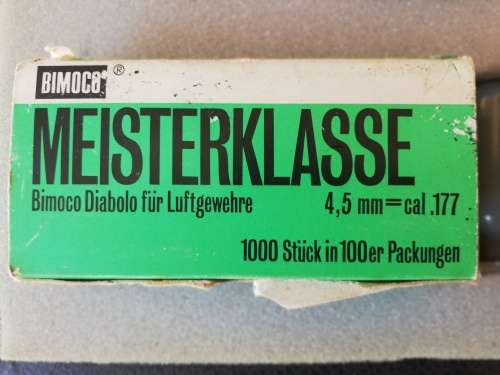 BIMOCO ®
MEISTERKLASSE
Bimoco Diabolo für Luftgewehre 4,5 mm=cal .177
1000 Stück in 100er Packungen